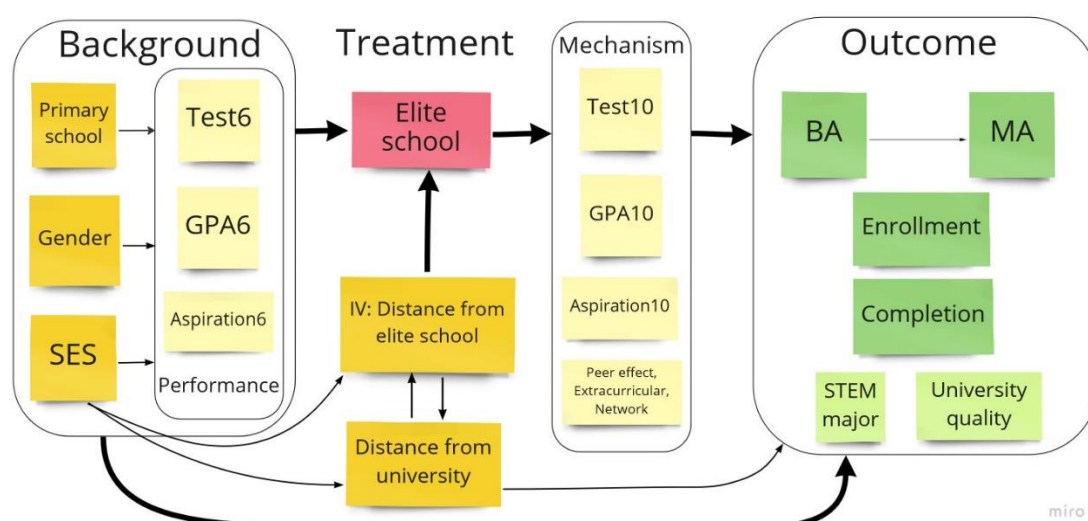 Background
Primary
school
Test6
Gender
GPA6
SES
Aspiration6
Performance
Treatment
Elite
school
IV: Distance from
elite school
Distance from
university
Mechanism
Test10
GPA10
Aspiration10
Peer effect,
Extracurricular,
Network
Outcome
BA
MA
Enrollment
Completion
STEM
major
University
quality
miro